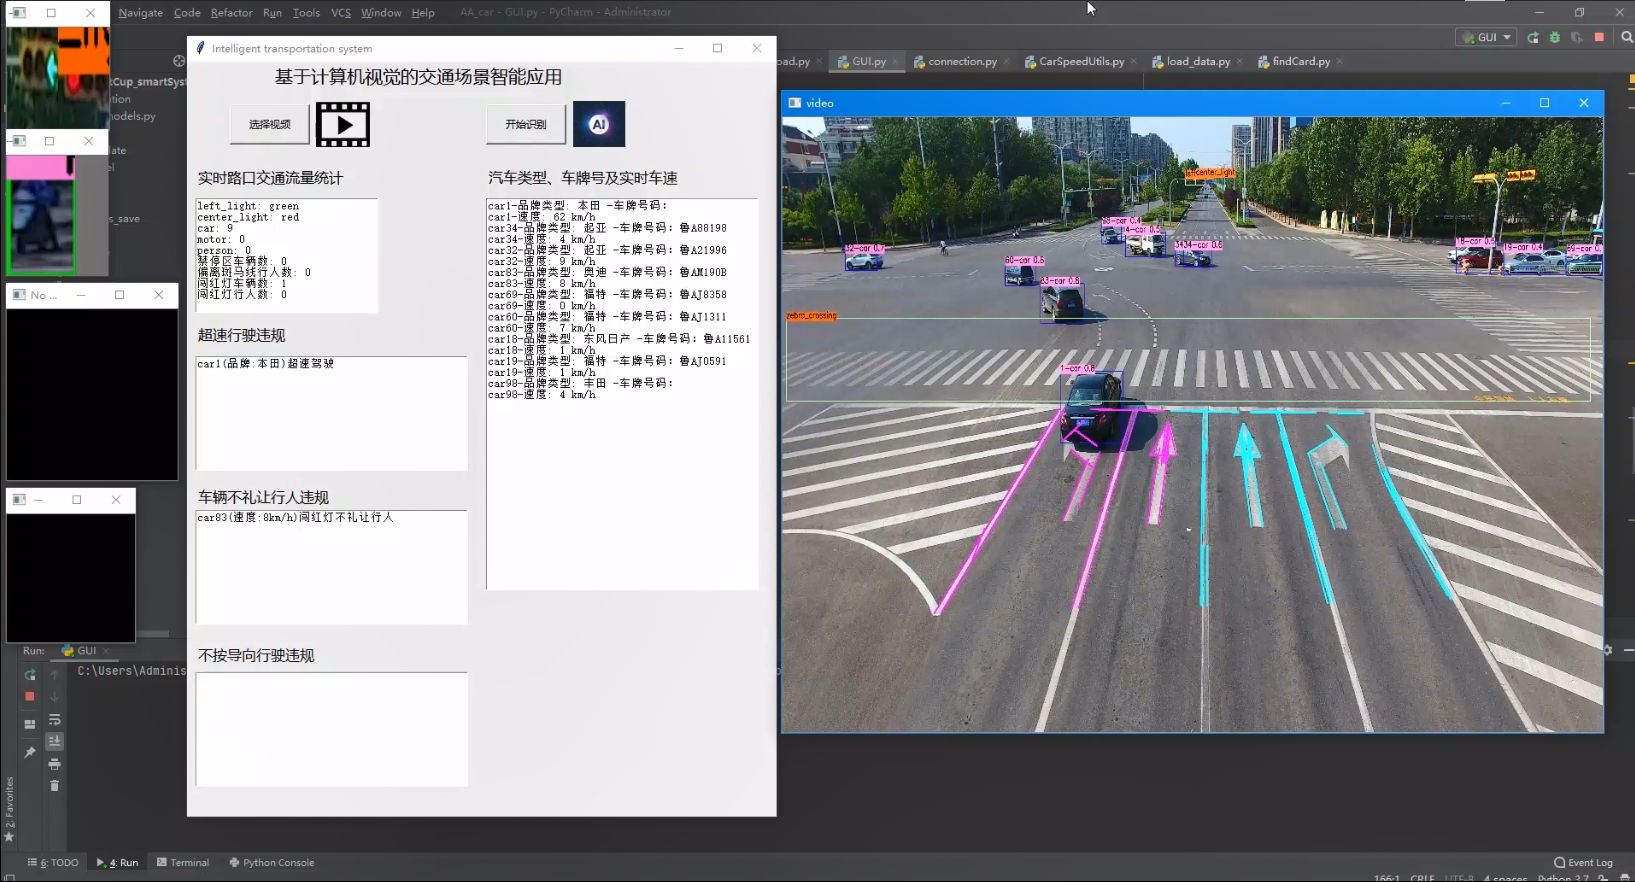 Navigate Code Refactor Run Tools VCS Window Help AA_car - GUI.py - PyCharm - Administrator
GUI
oad.py GUI.py connection.py CarSpeedUtils.py load_data.py findCard.py
tCup_smartSys
odels.py
s_save
No ...
Intelligent transportation system
基于计算机视觉的交通场景智能应用
选择视频
开始识别
AI
实时路口交通流量统计
left_light: green
center_light: red
car: 9
motor: 0
person: 0
禁停区车辆数: 0
偏离斑马线行人数: 0
闯红灯车辆数: 1
闯红灯行人数: 0
超速行驶违规
car1(品牌:本田)超速驾驶
车辆不礼让行人违规
car83(速度:8km/h)闯红灯不礼让行人
不按导向行驶违规
汽车类型、车牌号及实时车速
car1-品牌类型: 本田 -车牌号码:
car1-速度: 62 km/h
car34-品牌类型: 起亚 -车牌号码: 鲁A88198
car34-速度: 4 km/h
car32-品牌类型: 起亚 -车牌号码: 鲁A21996
car32-速度: 9 km/h
car83-品牌类型: 奥迪 -车牌号码: 鲁AM190B
car83-速度: 8 km/h
car69-品牌类型: 福特 -车牌号码: 鲁AJ8358
car69-速度: 0 km/h
car60-品牌类型: 福特 -车牌号码: 鲁AJ1311
car60-速度: 7 km/h
car18-品牌类型: 东风日产 -车牌号码: 鲁A11561
car18-速度: 1 km/h
car19-品牌类型: 福特 -车牌号码: 鲁AJ0591
car19-速度: 1 km/h
car98-品牌类型: 丰田 -车牌号码:
car98-速度: 4 km/h
video
60-car 0.5
83-car 0.8
zebra_crossing
1-car 0.8
Run: GUI
C:\Users\Adminis
2: Favorites
6: TODO 4: Run Terminal Python Console Event Log
166:1 CRLF UTF-8 4 spaces Python 3.7